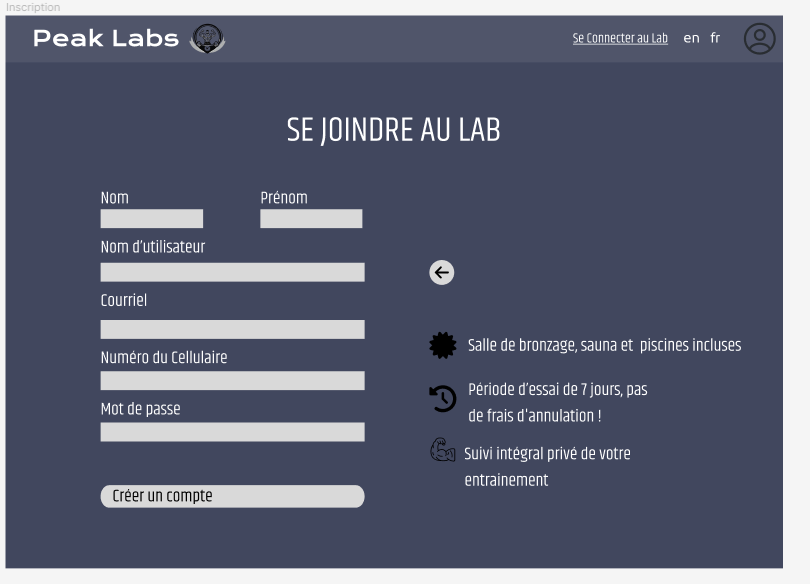 Inscription
Peak Labs
Se Connecter au Lab en fr
SE JOINDRE AU LAB
Nom Prénom
Nom d'utilisateur
Courriel
Numéro du Cellulaire
Mot de passe
Créer un compte
Salle de bronzage, sauna et piscines incluses
Période d'essai de 7 jours, pas
de frais d'annulation !
Suivi intégral privé de votre
entrainement